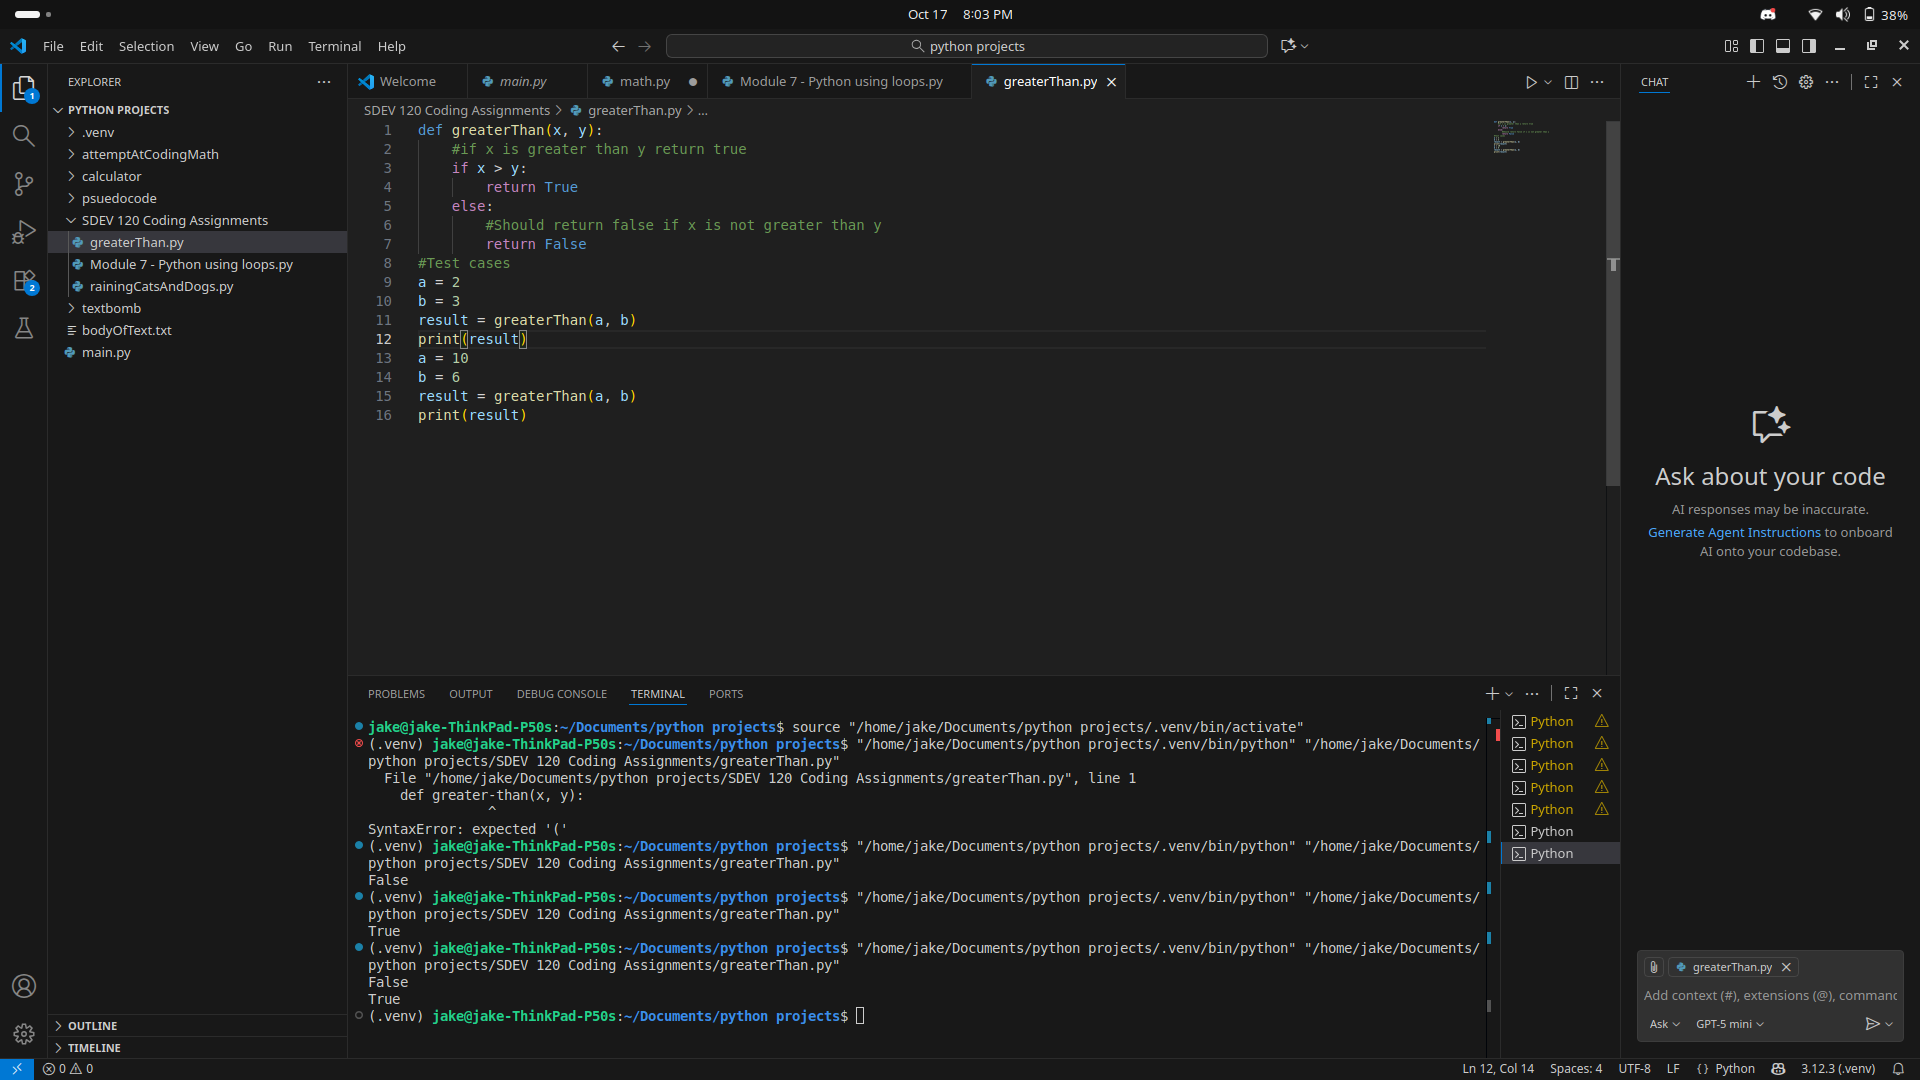 Oct 17 8:03 PM
38%
File Edit Selection View Go Run Terminal Help
python projects
EXPLORER
PYTHON PROJECTS
.venv
attemptAtCodingMath
calculator
psuedocode
SDEV 120 Coding Assignments
greaterThan.py
Module 7 - Python using loops.py
rainingCatsAndDogs.py
textbomb
bodyOfText.txt
main.py
OUTLINE
TIMELINE
1
2
Welcome main.py math.py Module 7 - Python using loops.py greaterThan.py
SDEV 120 Coding Assignments > greaterThan.py > ...
1 def greaterThan(x, y):
2 #if x is greater than y return true
3 if x > y:
4 return True
5 else:
6 #Should return false if x is not greater than y
7 return False
8 #Test cases
9 a = 2
10 b = 3
11 result = greaterThan(a, b)
12 print(result)
13 a = 10
14 b = 6
15 result = greaterThan(a, b)
16 print(result)
PROBLEMS OUTPUT DEBUG CONSOLE TERMINAL PORTS
jake@jake-ThinkPad-P50s:~/Documents/python projects$ source "/home/jake/Documents/python projects/.venv/bin/activate"
(.venv) jake@jake-ThinkPad-P50s:~/Documents/python projects$ "/home/jake/Documents/python projects/.venv/bin/python" "/home/jake/Documents/
python projects/SDEV 120 Coding Assignments/greaterThan.py"
File "/home/jake/Documents/python projects/SDEV 120 Coding Assignments/greaterThan.py", line 1
def greater-than(x, y):
^
SyntaxError: expected '('
(.venv) jake@jake-ThinkPad-P50s:~/Documents/python projects$ "/home/jake/Documents/python projects/.venv/bin/python" "/home/jake/Documents/
python projects/SDEV 120 Coding Assignments/greaterThan.py"
False
(.venv) jake@jake-ThinkPad-P50s:~/Documents/python projects$ "/home/jake/Documents/python projects/.venv/bin/python" "/home/jake/Documents/
python projects/SDEV 120 Coding Assignments/greaterThan.py"
True
(.venv) jake@jake-ThinkPad-P50s:~/Documents/python projects$ "/home/jake/Documents/python projects/.venv/bin/python" "/home/jake/Documents/
python projects/SDEV 120 Coding Assignments/greaterThan.py"
False
True
(.venv) jake@jake-ThinkPad-P50s:~/Documents/python projects$
Python
Python
Python
Python
Python
Python
Python
CHAT
Ask about your code
AI responses may be inaccurate.
Generate Agent Instructions to onboard
AI onto your codebase.
greaterThan.py
Add context (#), extensions (@), comman
Ask GPT-5 mini
0 0
Ln 12, Col 14 Spaces: 4 UTF-8 LF {} Python 3.12.3 (.venv)